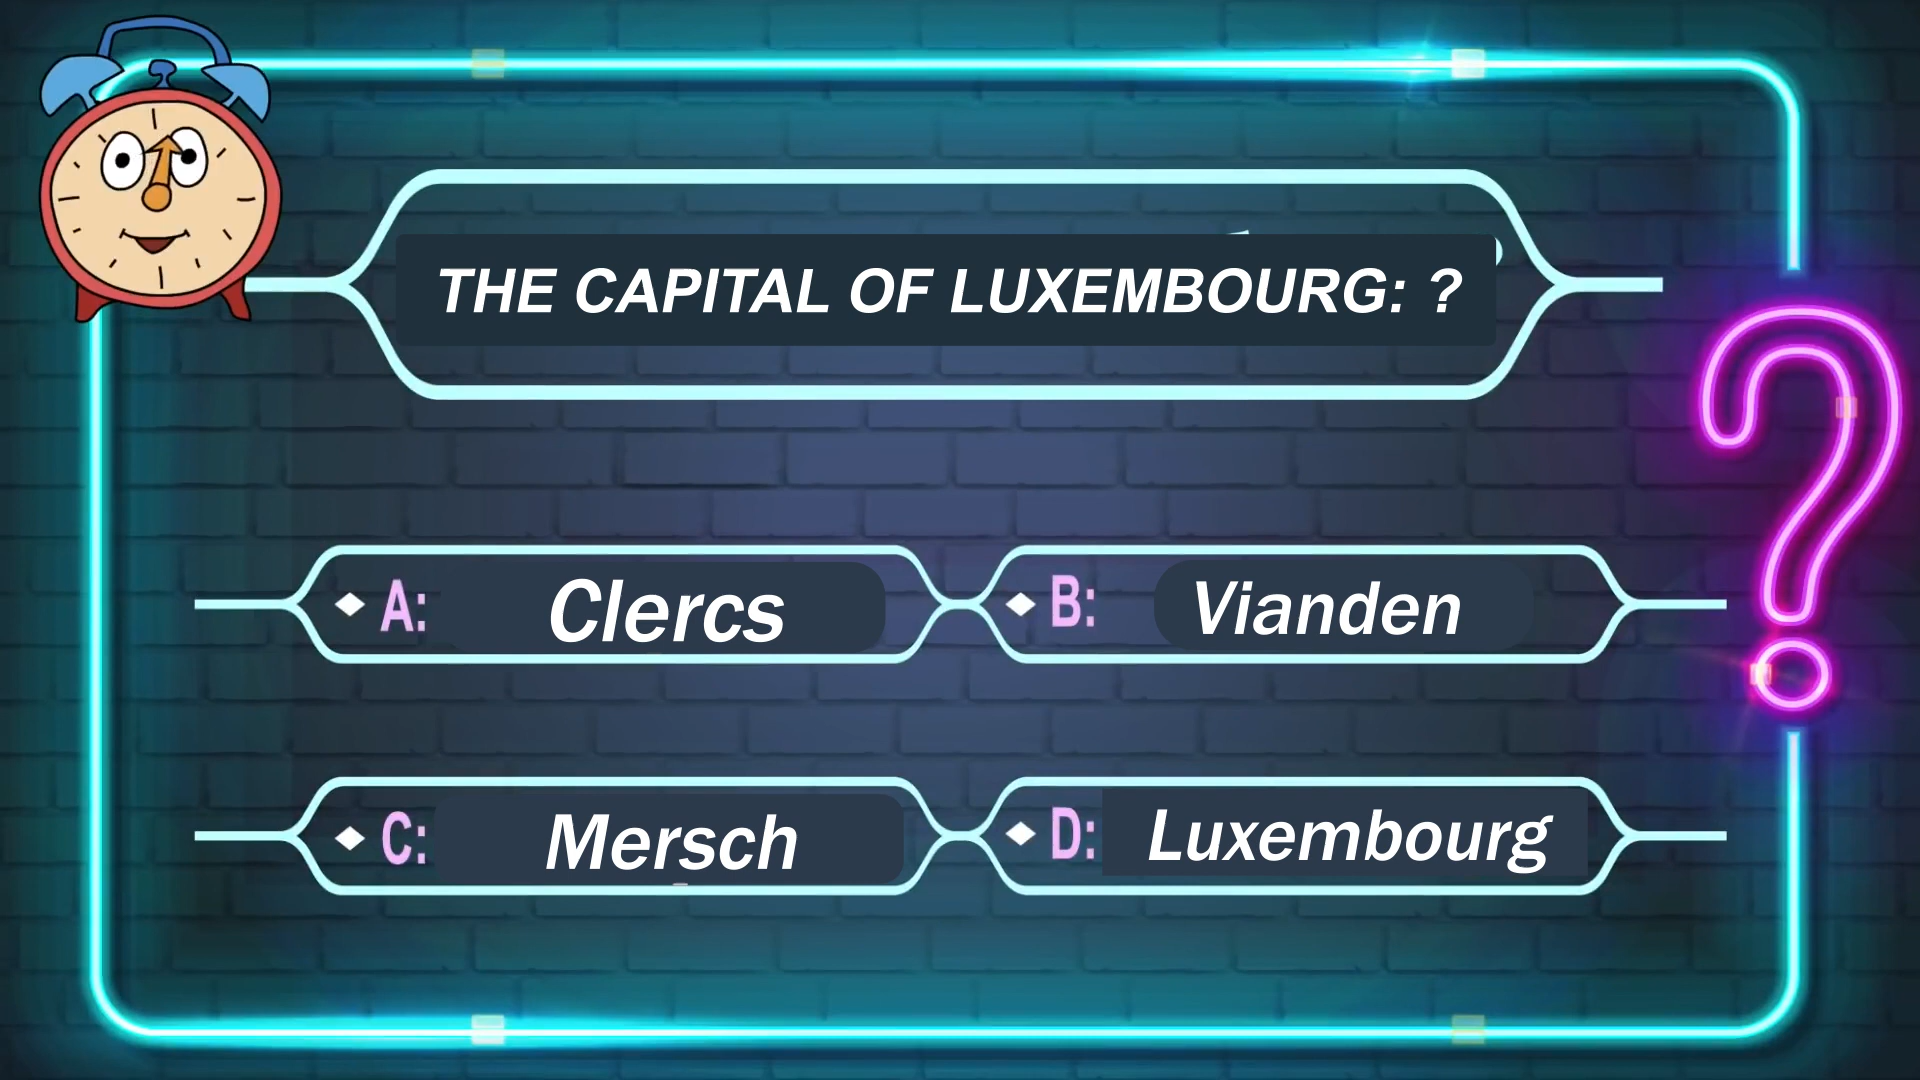 THE CAPITAL OF LUXEMBOURG: ?
A: Clercs
B: Vianden
C: Mersch
D: Luxembourg
?